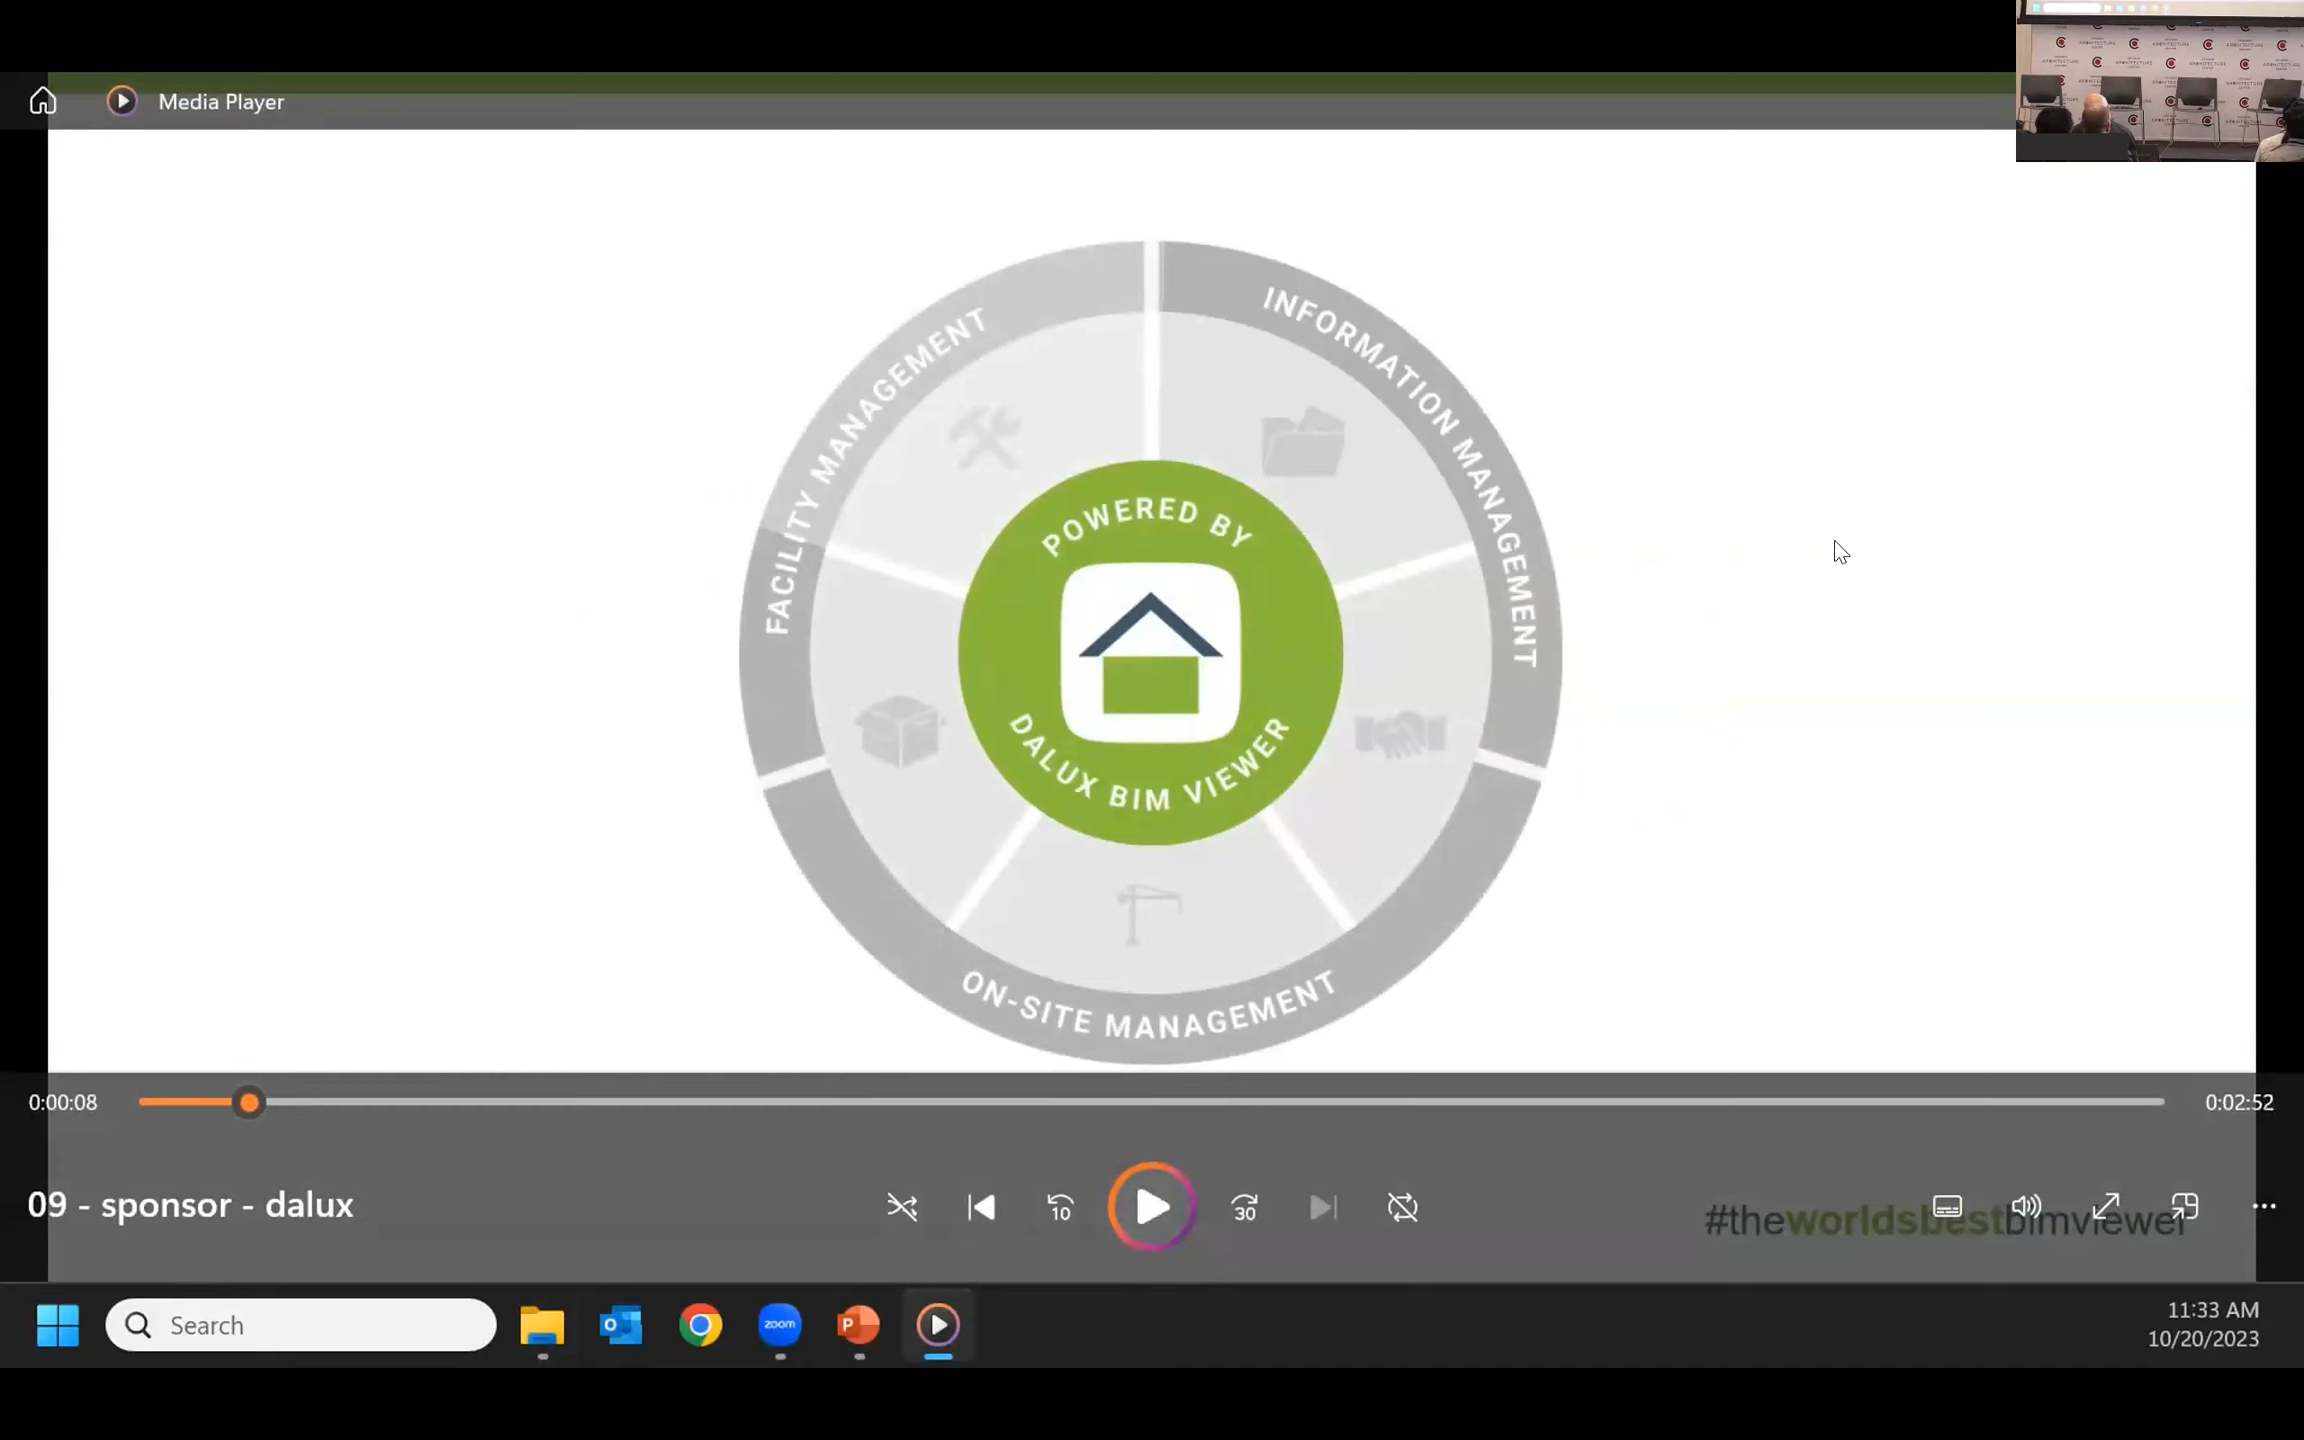 Media Player
FACILITY MANAGEMENT
INFORMATION MANAGEMENT
POWERED BY
DALUX BIM VIEWER
ON-SITE MANAGEMENT
0:00:08
0:02:52
09 - sponsor - dalux
10
30
#theworldsbestbimviewer
Search
zoom
11:33 AM
10/20/2023